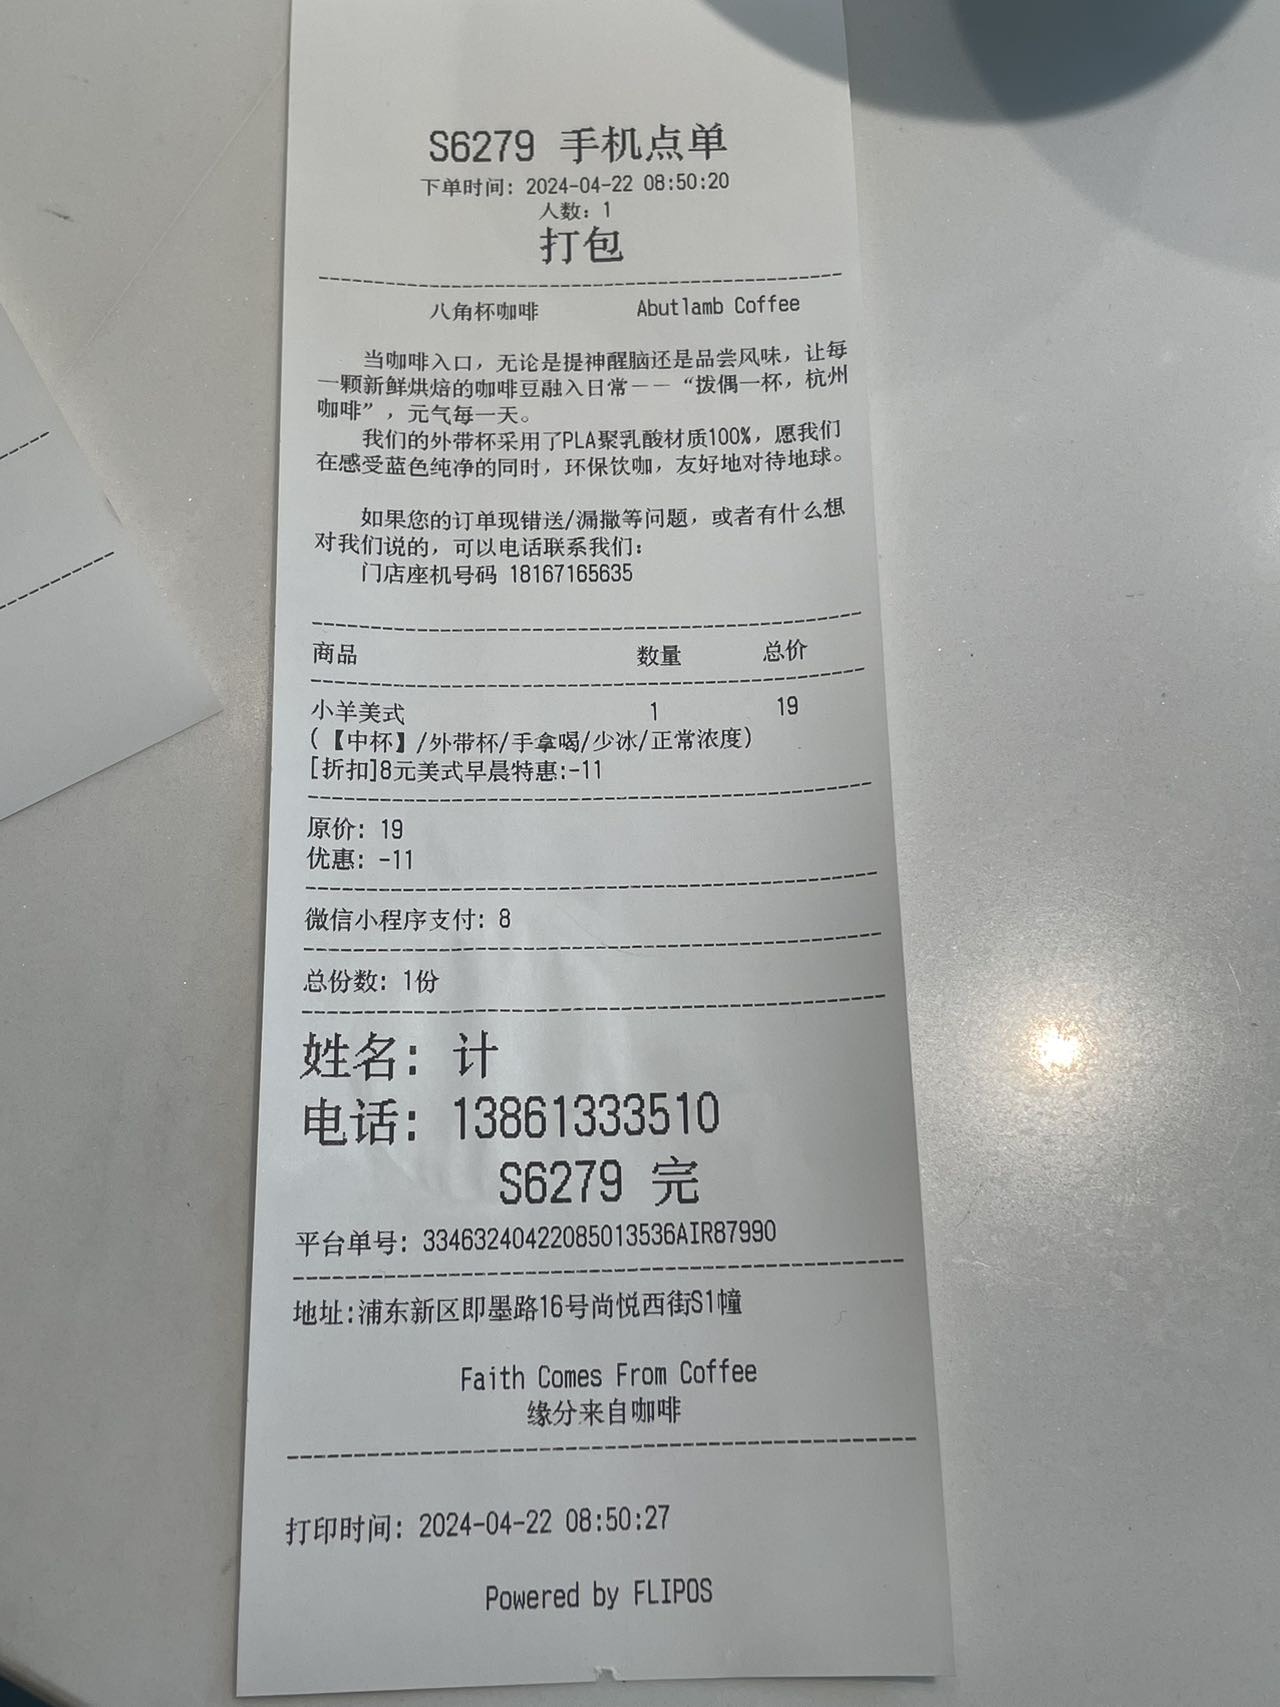 S6279 手机点单
下单时间: 2024-04-22 08:50:20
人数: 1
打包
八角杯咖啡 Abutlamb Coffee
当咖啡入口，无论是提神醒脑还是品尝风味，让每
一颗新鲜烘焙的咖啡豆融入日常——“拨偶一杯，杭州
咖啡”，元气每一天。
我们的外带杯采用了PLA聚乳酸材质100%，愿我们
在感受蓝色纯净的同时，环保饮咖，友好地对待地球。
如果您的订单现错送/漏撒等问题，或者有什么想
对我们说的，可以电话联系我们：
门店座机号码 18167165635
商品 数量 总价
小羊美式 1 19
(【中杯】/外带杯/手拿喝/少冰/正常浓度)
[折扣]8元美式早晨特惠:-11
原价: 19
优惠: -11
微信小程序支付: 8
总份数: 1份
姓名: 计
电话: 13861333510
S6279 完
平台单号: 33463240422085013536AIR87990
地址:浦东新区即墨路16号尚悦西街S1幢
Faith Comes From Coffee
缘分来自咖啡
打印时间: 2024-04-22 08:50:27
Powered by FLIPOS